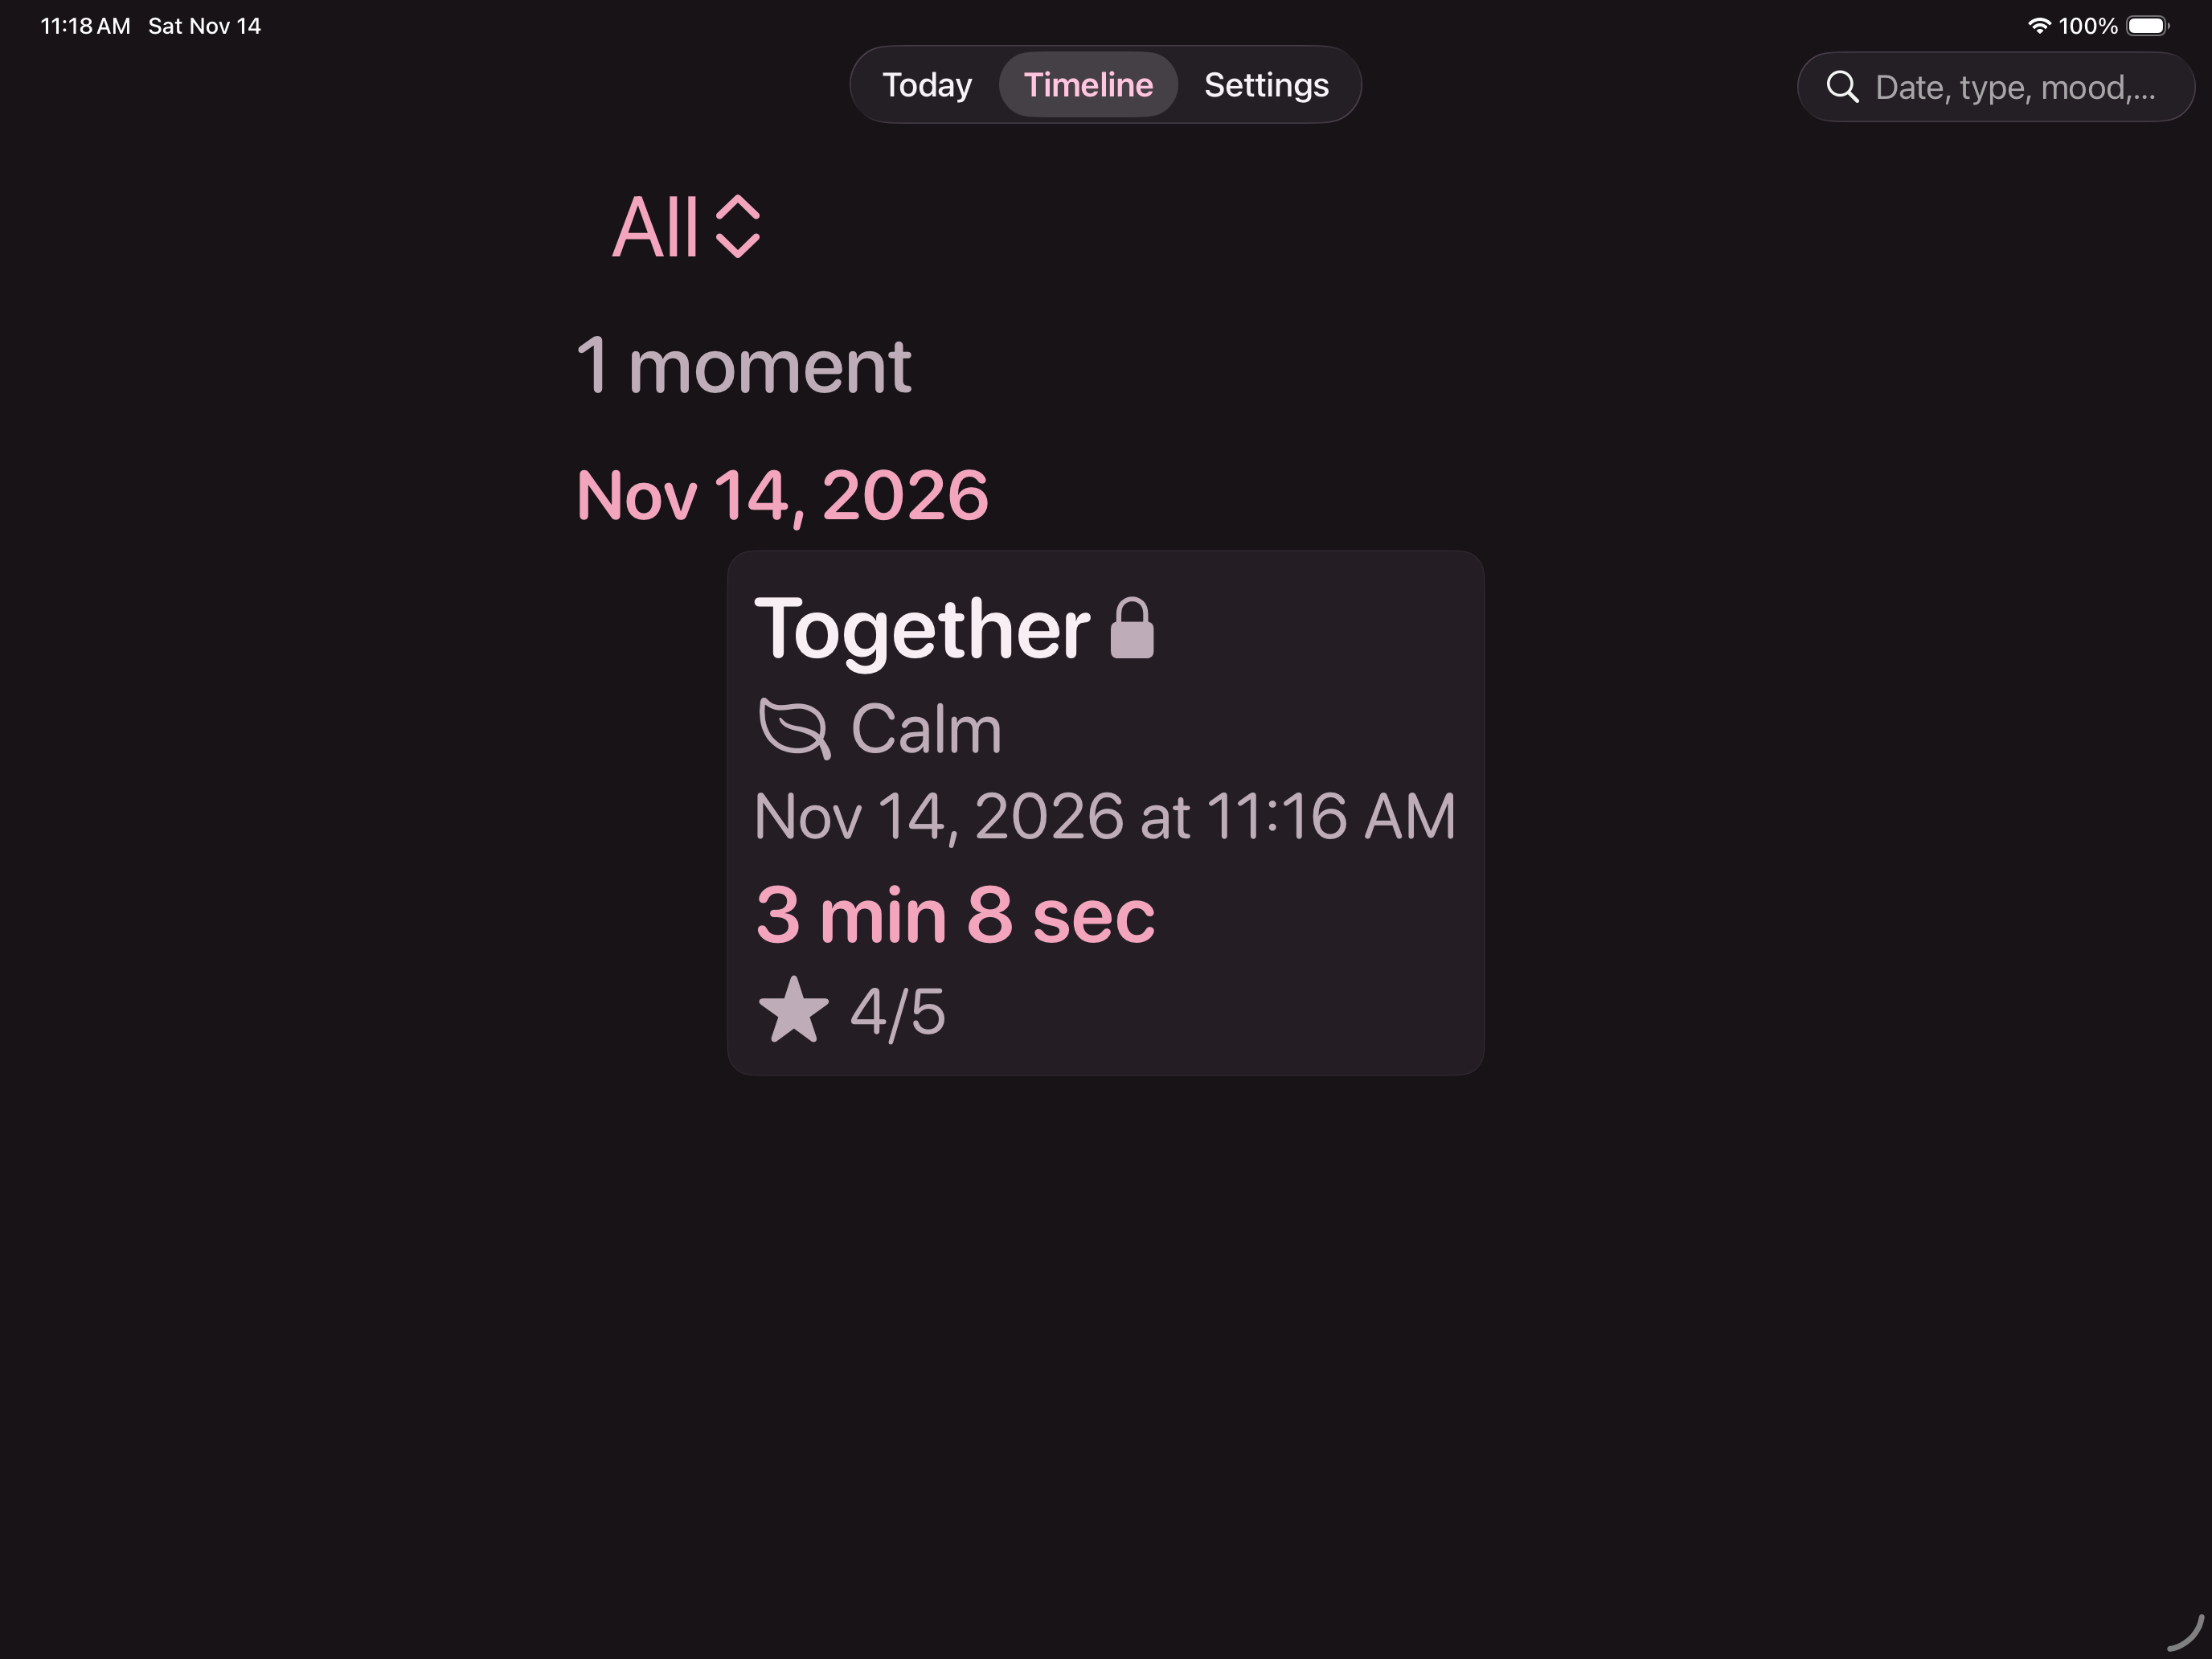 11:18 AM Sat Nov 14
100%
Today Timeline Settings
Date, type, mood,...
All
1 moment
Nov 14, 2026
Together
Calm
Nov 14, 2026 at 11:16 AM
3 min 8 sec
4/5